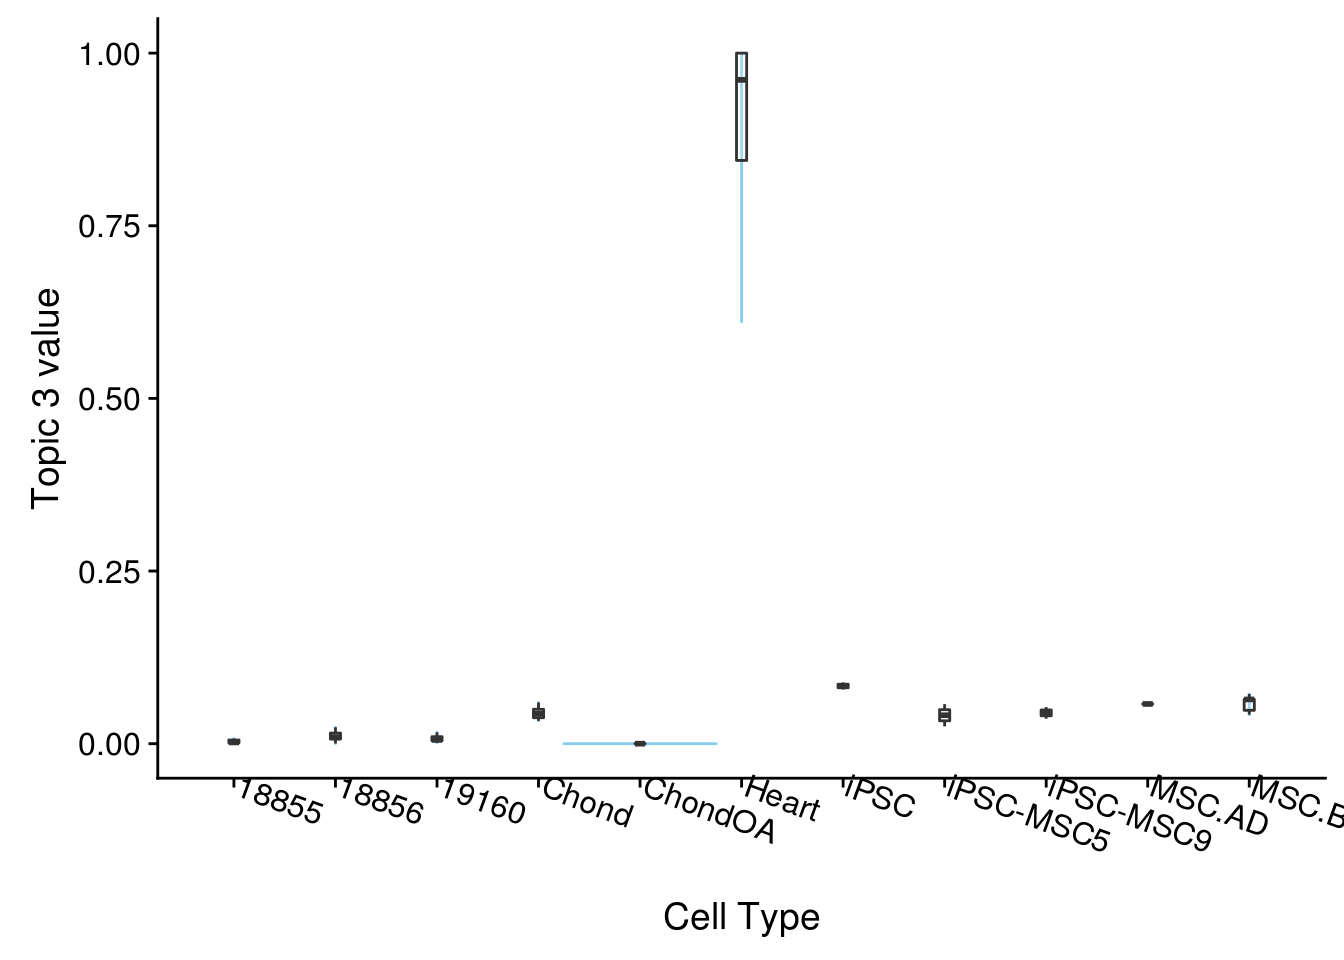 1.00
0.75
0.50
0.25
0.00
Topic 3 value
18855
18856
19160
Chond
ChondOA
Heart
iPSC
iPSC-MSC5
iPSC-MSC9
MSC.AD
MSC.B
Cell Type